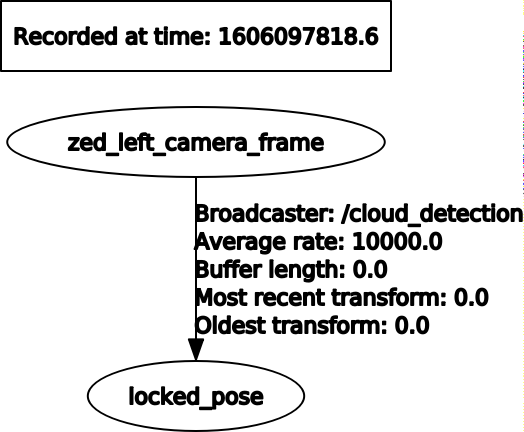 Recorded at time: 1606097818.6
zed_left_camera_frame
Broadcaster: /cloud_detection
Average rate: 10000.0
Buffer length: 0.0
Most recent transform: 0.0
Oldest transform: 0.0
locked_pose